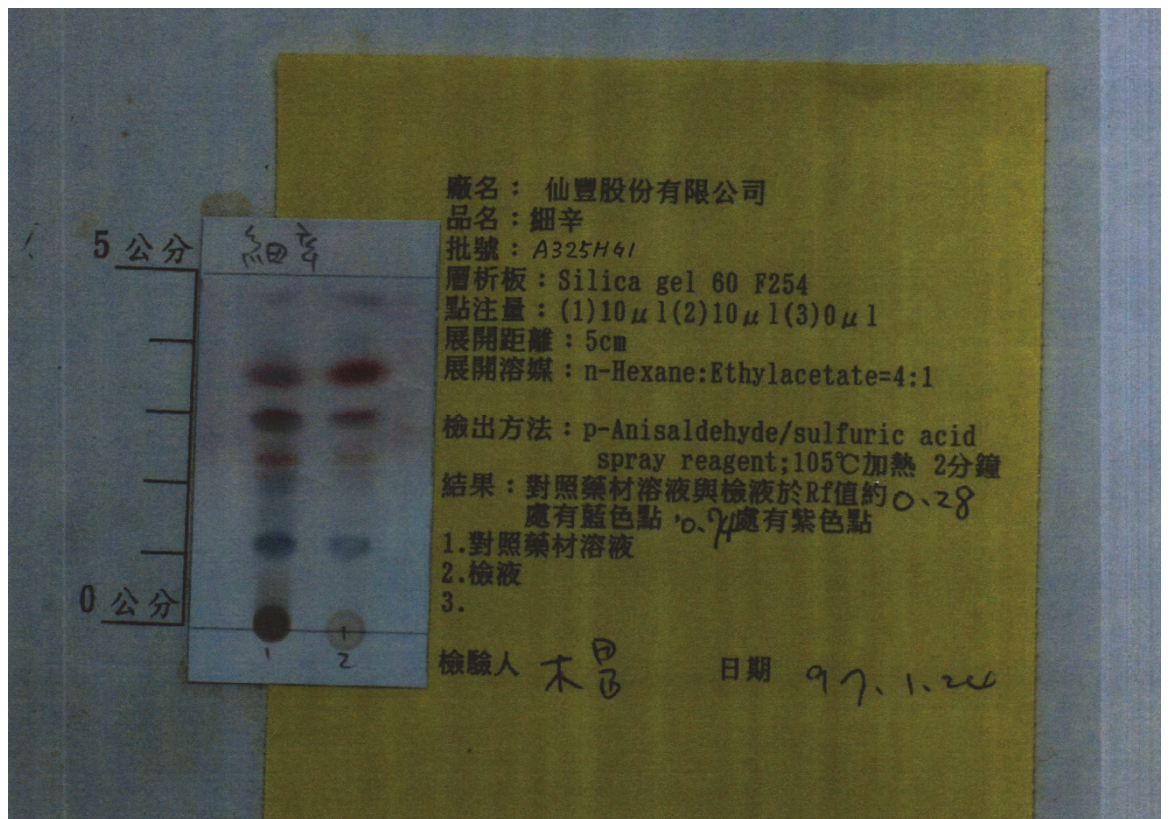 廠名：仙豐股份有限公司
品名：細辛
批號：A325H41
層析板：Silica gel 60 F254
點注量：(1)10μl(2)10μl(3)0μl
展開距離：5cm
展開溶媒：n-Hexane:Ethylacetate=4:1
檢出方法：p-Anisaldehyde/sulfuric acid
spray reagent;105℃加熱 2分鐘
結果：對照藥材溶液與檢液於Rf值約0.28
處有藍色點，0.74處有紫色點
1.對照藥材溶液
2.檢液
3.
檢驗人 日期 97.1.24
細辛
5 公分
0 公分
1 2